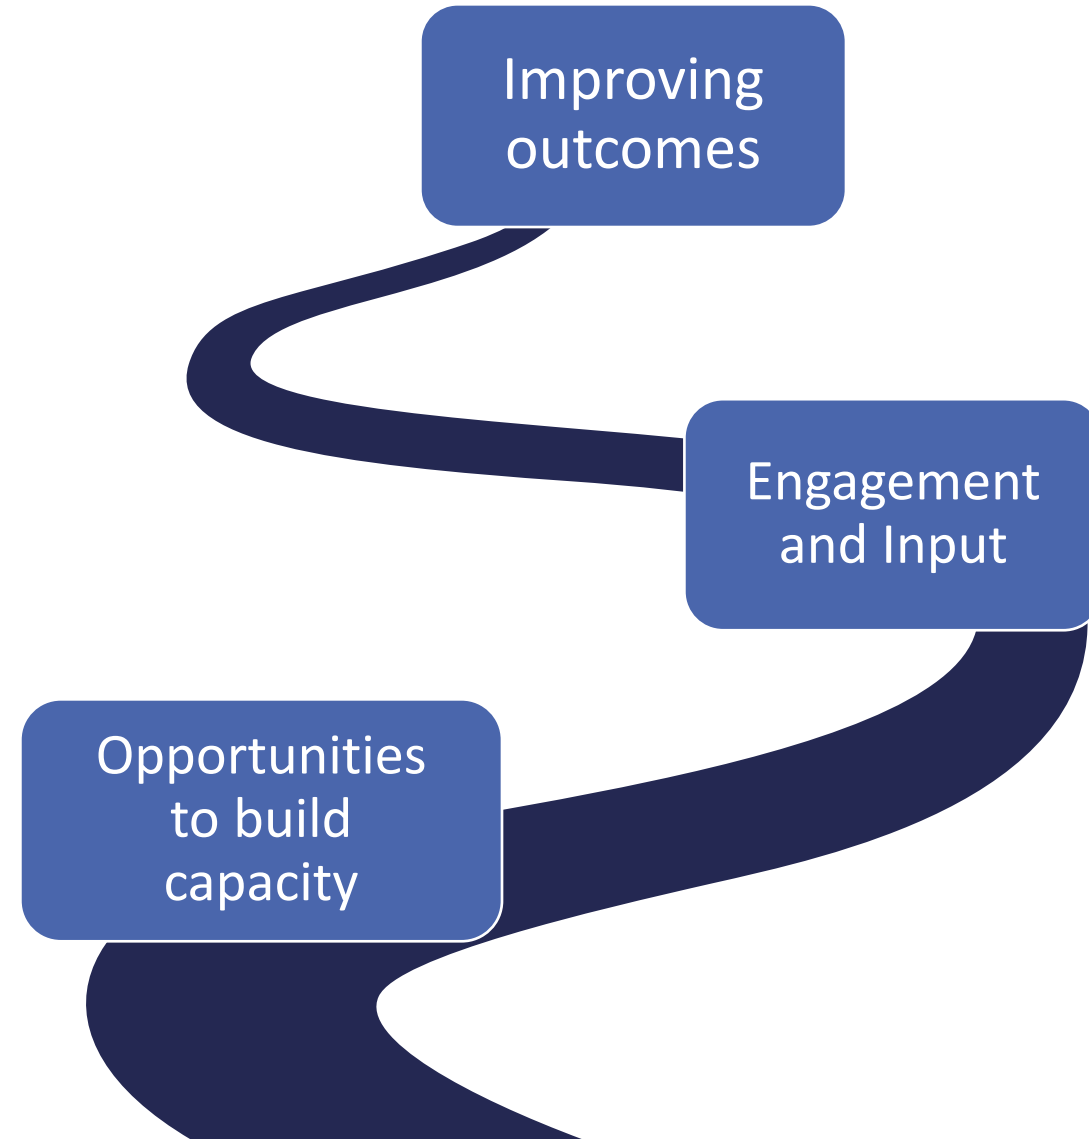 Improving
outcomes
Engagement
and Input
Opportunities
to build
capacity